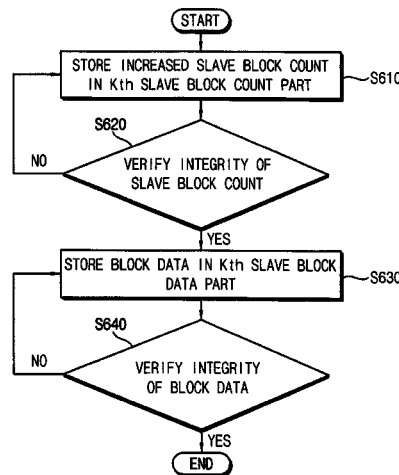 START
STORE INCREASED SLAVE BLOCK COUNT
IN Kth SLAVE BLOCK COUNT PART
S610
S620
NO
VERIFY INTEGRITY OF
SLAVE BLOCK COUNT
YES
STORE BLOCK DATA IN Kth SLAVE BLOCK
DATA PART
S630
S640
NO
VERIFY INTEGRITY
OF BLOCK DATA
YES
END